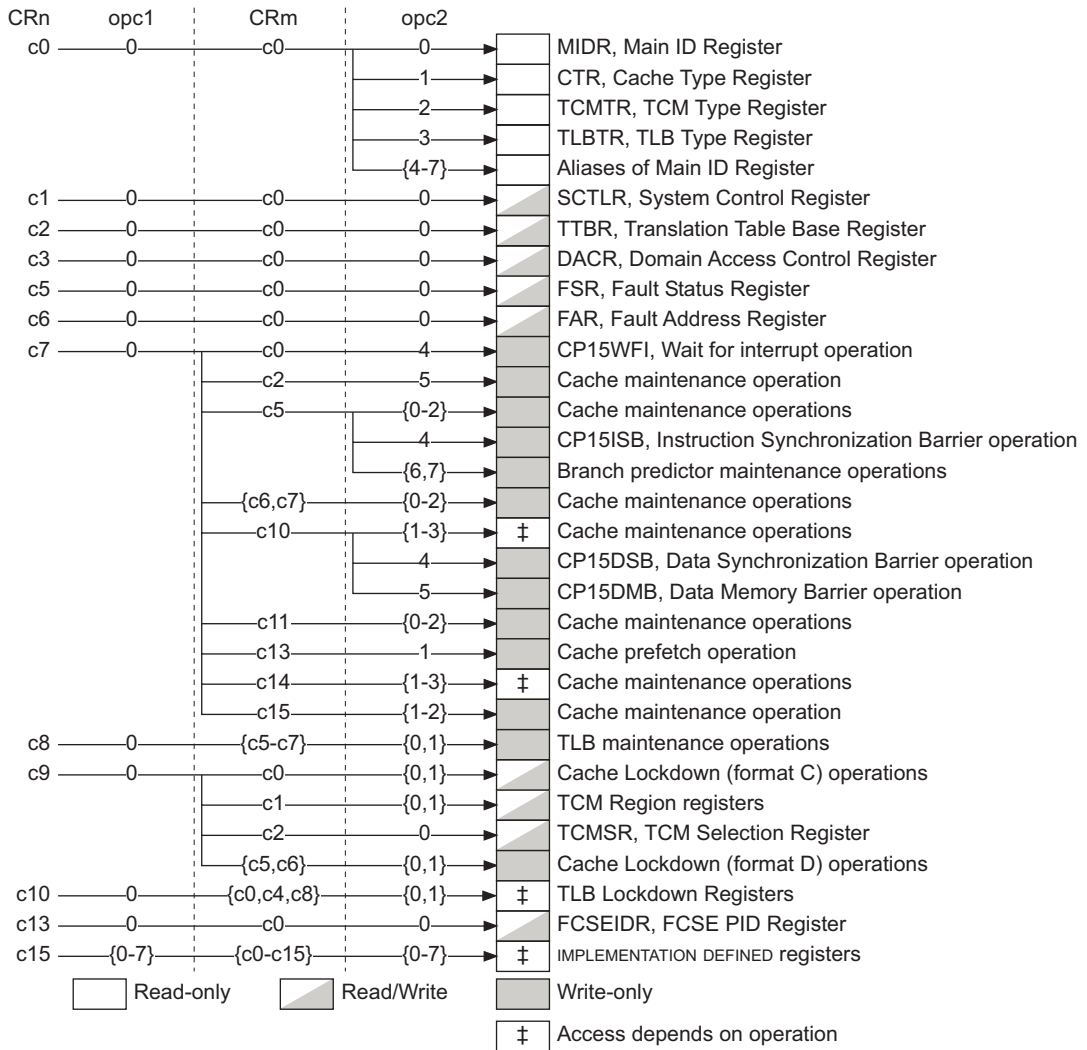 CRn opc1 CRm opc2
c0 0 c0 0 MIDR, Main ID Register
1 CTR, Cache Type Register
2 TCMTR, TCM Type Register
3 TLBTR, TLB Type Register
{4-7} Aliases of Main ID Register
c1 0 c0 0 SCTLR, System Control Register
c2 0 c0 0 TTBR, Translation Table Base Register
c3 0 c0 0 DACR, Domain Access Control Register
c5 0 c0 0 FSR, Fault Status Register
c6 0 c0 0 FAR, Fault Address Register
c7 0 c0 4 CP15WFI, Wait for interrupt operation
c2 5 Cache maintenance operation
c5 {0-2} Cache maintenance operations
4 CP15ISB, Instruction Synchronization Barrier operation
{6,7} Branch predictor maintenance operations
{c6,c7} {0-2} Cache maintenance operations
c10 {1-3} ‡ Cache maintenance operations
4 CP15DSB, Data Synchronization Barrier operation
5 CP15DMB, Data Memory Barrier operation
c11 {0-2} Cache maintenance operations
c13 1 Cache prefetch operation
c14 {1-3} ‡ Cache maintenance operations
c15 {1-2} Cache maintenance operation
c8 0 {c5-c7} {0,1} TLB maintenance operations
c9 0 c0 {0,1} Cache Lockdown (format C) operations
c1 {0,1} TCM Region registers
c2 0 TCMSR, TCM Selection Register
{c5,c6} {0,1} Cache Lockdown (format D) operations
c10 0 {c0,c4,c8} {0,1} ‡ TLB Lockdown Registers
c13 0 c0 0 FCSEIDR, FCSE PID Register
c15 {0-7} {c0-c15} {0-7} ‡ IMPLEMENTATION DEFINED registers
Read-only Read/Write Write-only
‡ Access depends on operation